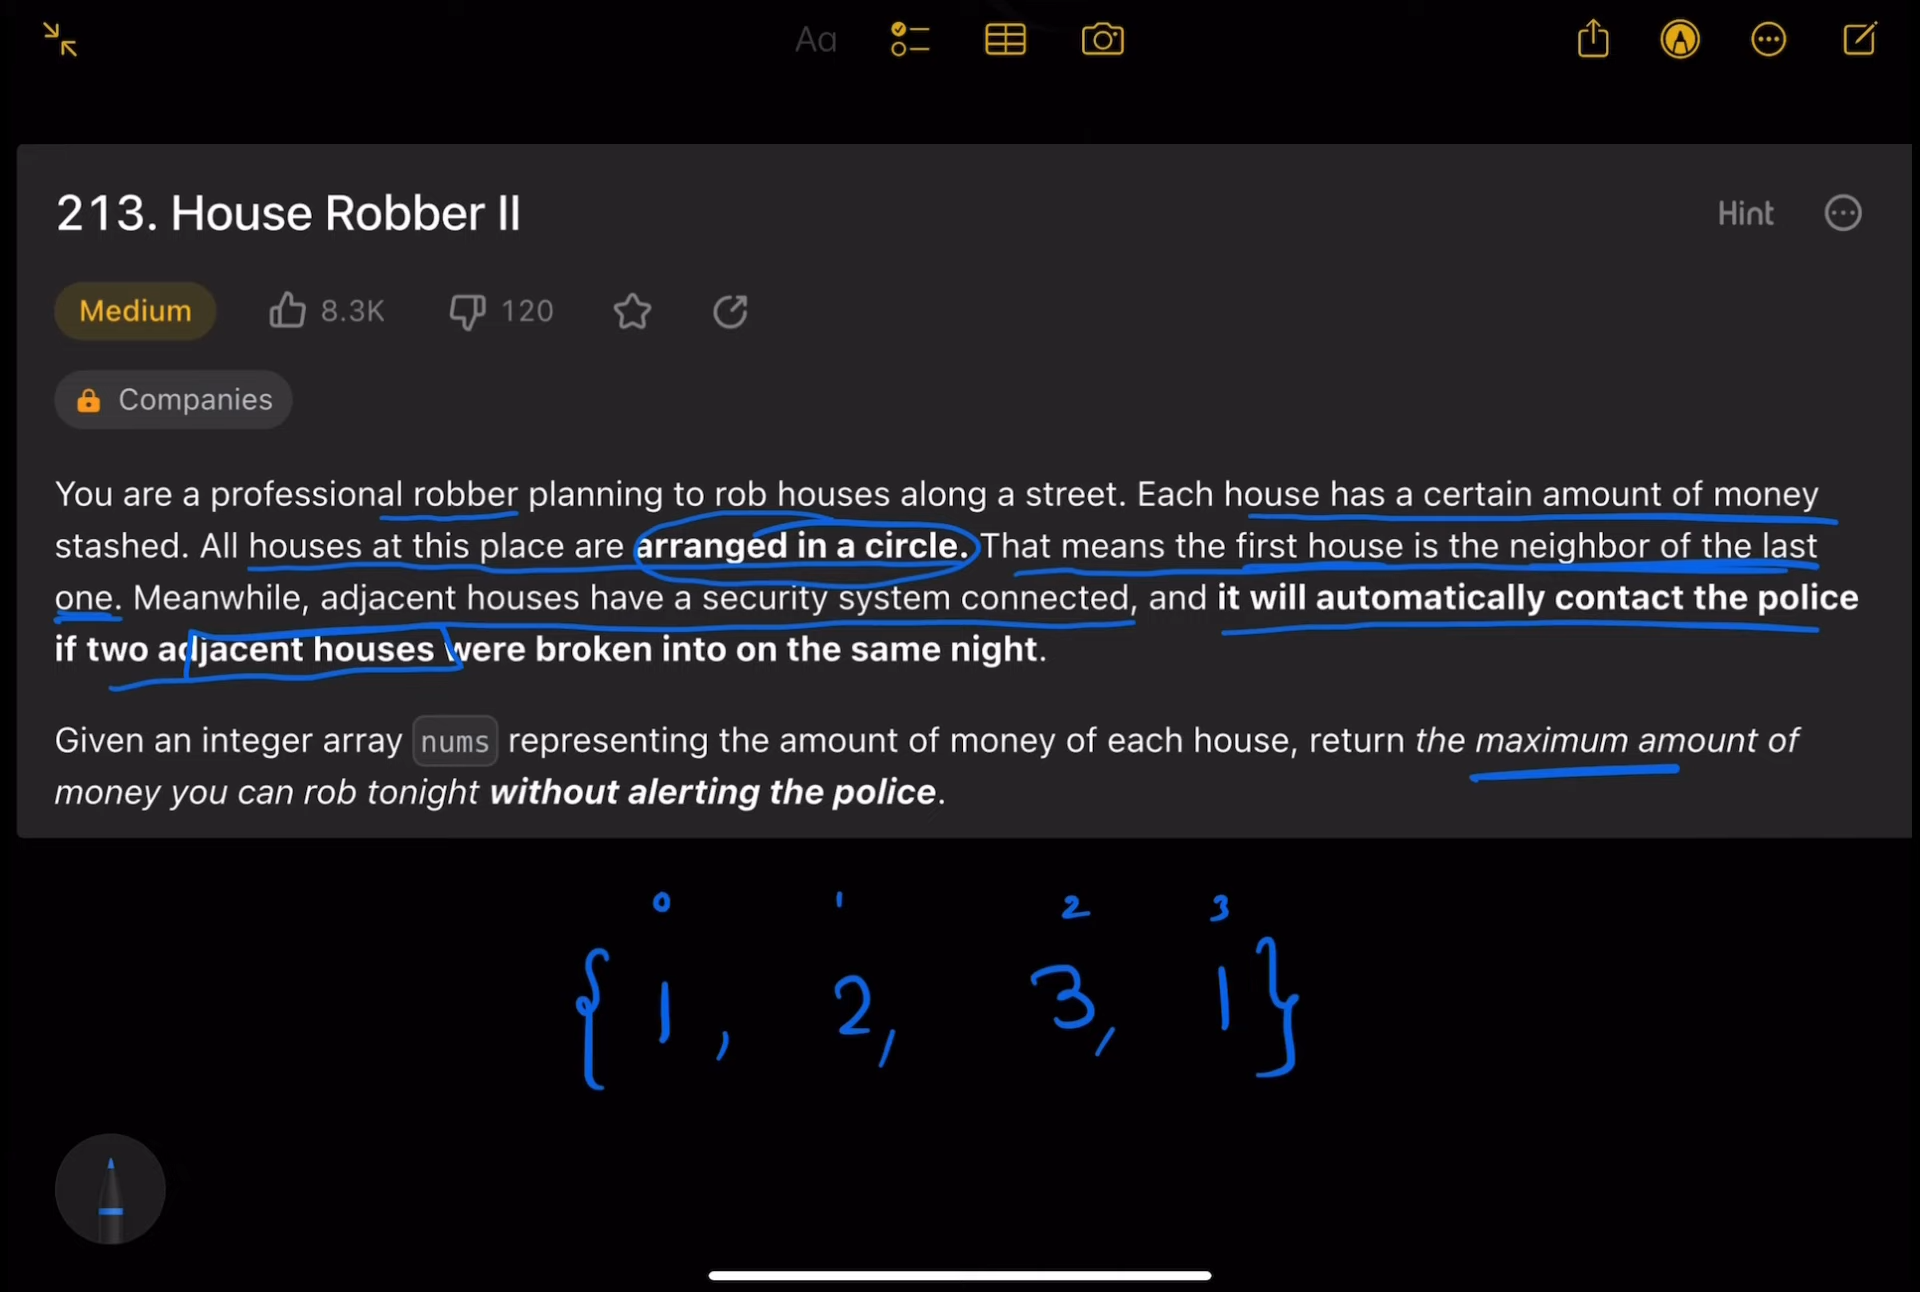 Aa
213. House Robber II
Hint
Medium 8.3K 120
Companies
You are a professional robber planning to rob houses along a street. Each house has a certain amount of money
stashed. All houses at this place are arranged in a circle. That means the first house is the neighbor of the last
one. Meanwhile, adjacent houses have a security system connected, and it will automatically contact the police
if two adjacent houses were broken into on the same night.
Given an integer array nums representing the amount of money of each house, return the maximum amount of
money you can rob tonight without alerting the police.
0 1 2 3
{ 1, 2, 3, 1 }